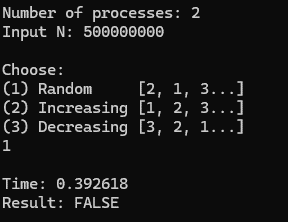 Number of processes: 2
Input N: 500000000
Choose:
(1) Random [2, 1, 3...]
(2) Increasing [1, 2, 3...]
(3) Decreasing [3, 2, 1...]
1
Time: 0.392618
Result: FALSE